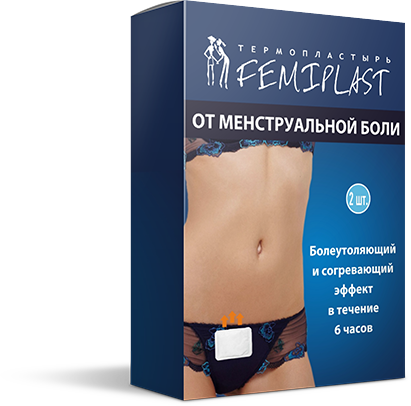 ТЕРМОПЛАСТЫРЬ
FEMIPLAST
ОТ МЕНСТРУАЛЬНОЙ БОЛИ
2 шт.
Болеутоляющий
и согревающий
эффект
в течение
6 часов